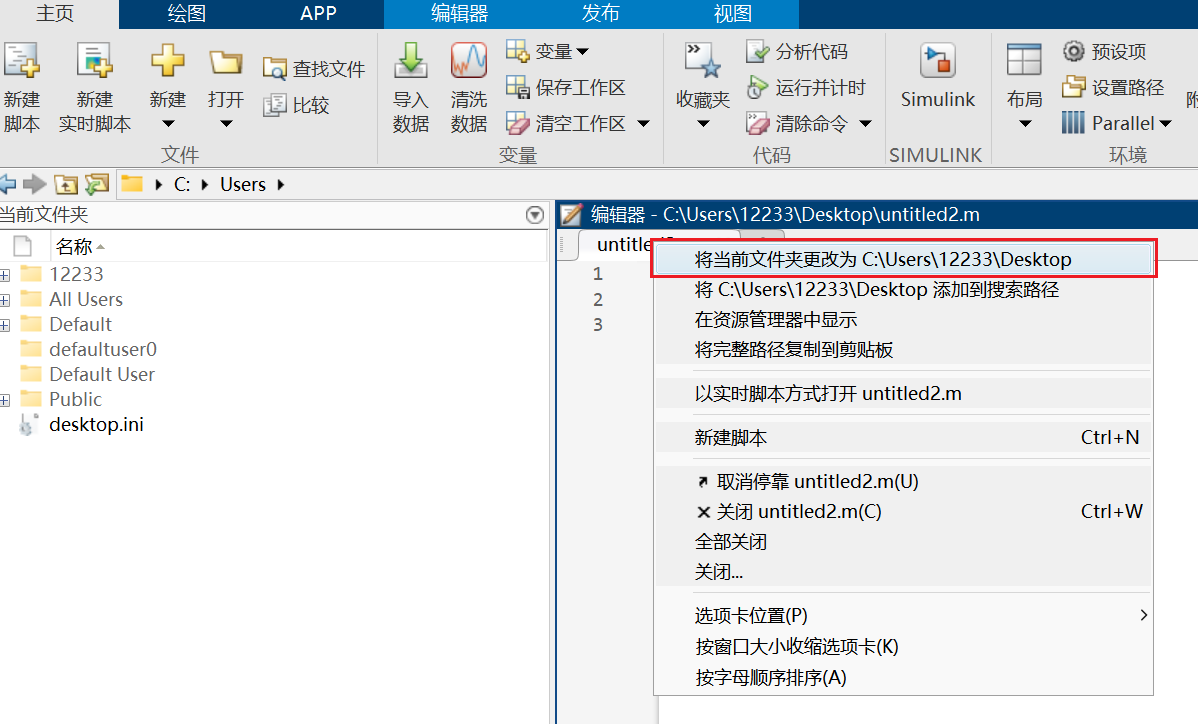 主页 绘图 APP 编辑器 发布 视图
新建脚本
新建实时脚本
新建
打开
查找文件
比较
文件
导入数据
清洗数据
变量
保存工作区
清空工作区
变量
收藏夹
分析代码
运行并计时
清除命令
代码
Simulink
SIMULINK
布局
预设项
设置路径
Parallel
环境
C: Users
当前文件夹
名称
12233
All Users
Default
defaultuser0
Default User
Public
desktop.ini
编辑器 - C:\Users\12233\Desktop\untitled2.m
1
2
3
将当前文件夹更改为 C:\Users\12233\Desktop
将 C:\Users\12233\Desktop 添加到搜索路径
在资源管理器中显示
将完整路径复制到剪贴板
以实时脚本方式打开 untitled2.m
新建脚本 Ctrl+N
取消停靠 untitled2.m(U)
关闭 untitled2.m(C) Ctrl+W
全部关闭
关闭...
选项卡位置(P)
按窗口大小收缩选项卡(K)
按字母顺序排序(A)